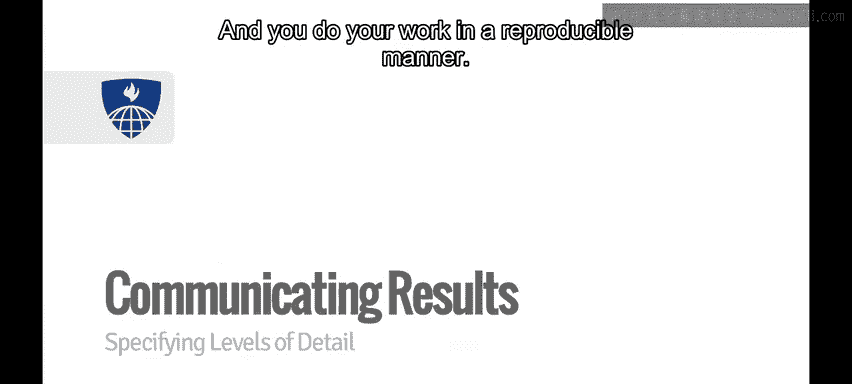 And you do your work in a reproducible
manner.
Communicating Results
Specifying Levels of Detail